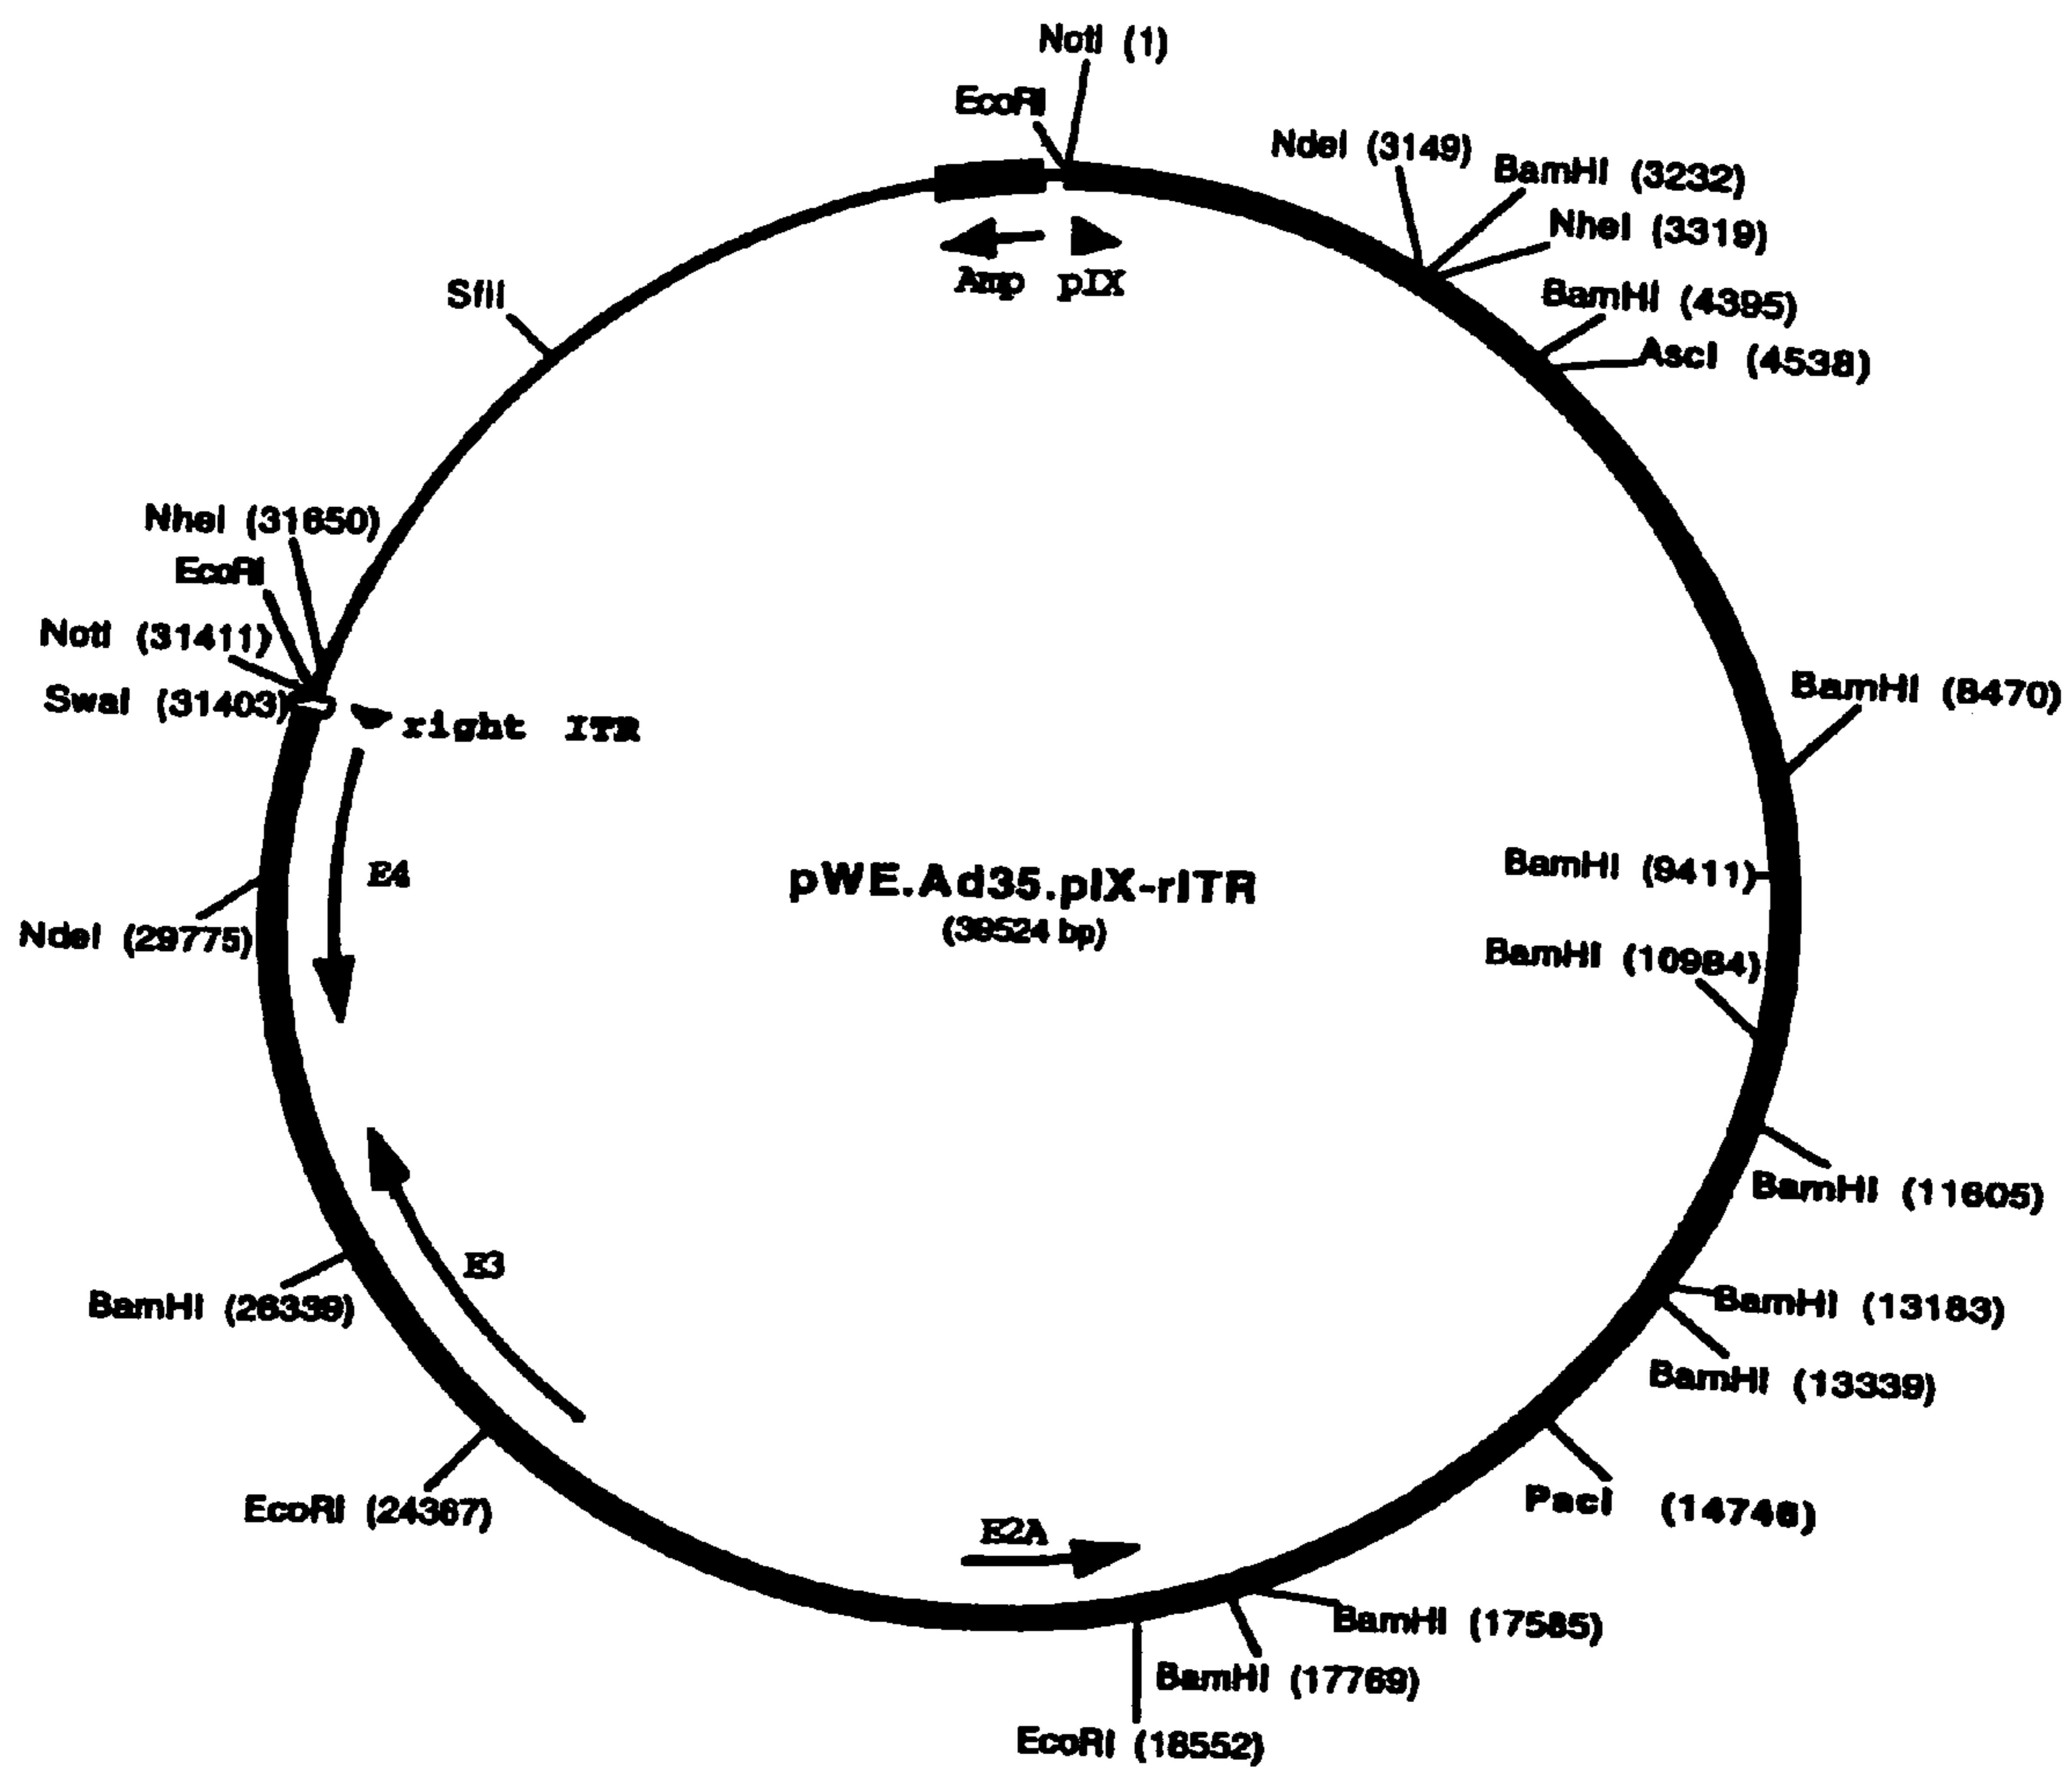 NotI (1)
EcoRI
NdeI (3149)
BamHI (3232)
NheI (3319)
BamHI (4395)
AscI (4538)
Amp pIX
SfiI
NheI (31650)
EcoRI
NotI (31411)
SwaI (31403)
right ITR
BamHI (8470)
E4
pWE.Ad35.pIX-rITR
(39524 bp)
BamHI (9411)
NdeI (29775)
BamHI (10984)
BamHI (11605)
E3
BamHI (26339)
BamHI (13183)
BamHI (13339)
EcoRI (24367)
PacI (14746)
E2A
BamHI (17585)
BamHI (17769)
EcoRI (18552)